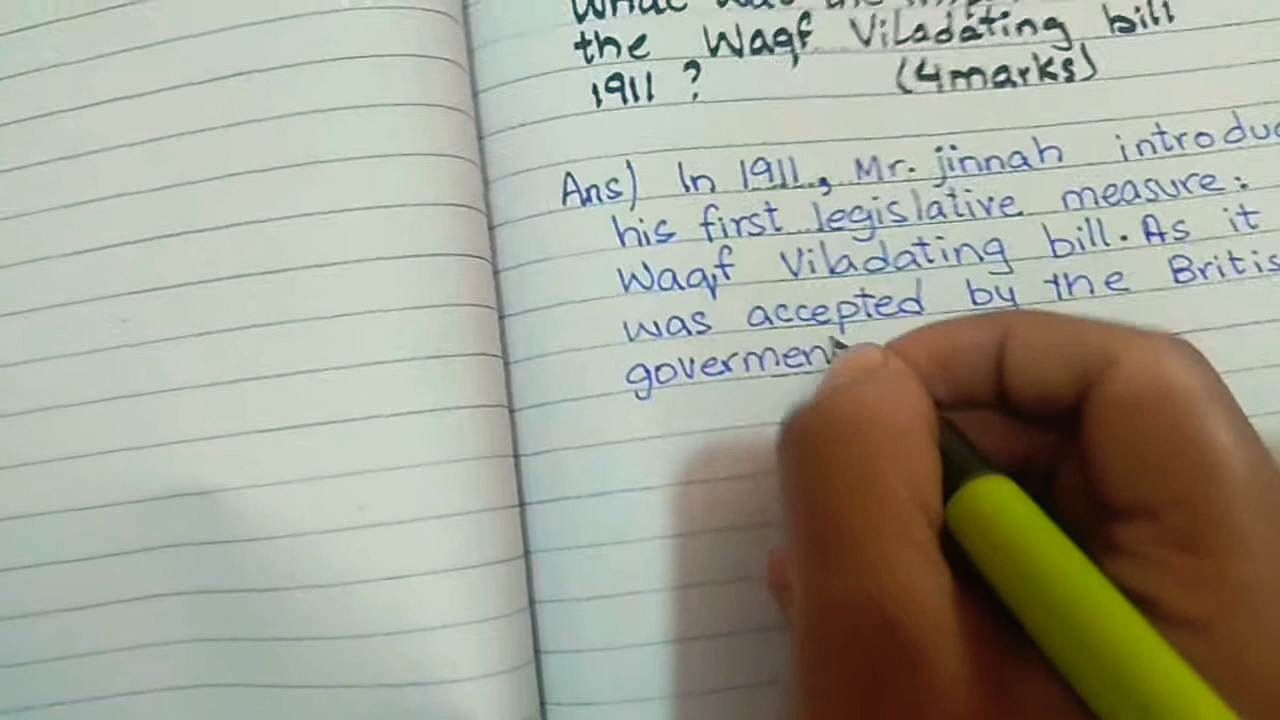 the Waqf Viladating bill
1911 ? (4marks)
Ans) In 1911, Mr. jinnah
his first legislative measure:
Waqf Viladating bill. As it
was accepted by the
govermen